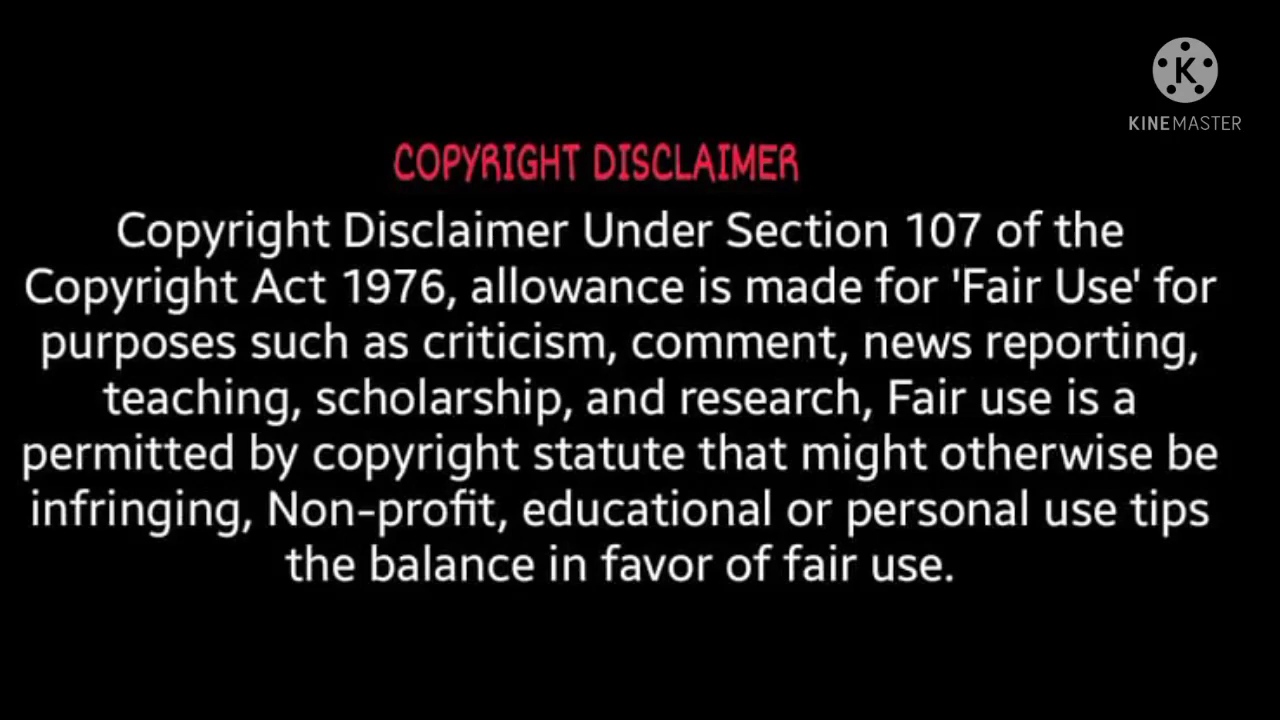 K
KINEMASTER
COPYRIGHT DISCLAIMER
Copyright Disclaimer Under Section 107 of the
Copyright Act 1976, allowance is made for 'Fair Use' for
purposes such as criticism, comment, news reporting,
teaching, scholarship, and research, Fair use is a
permitted by copyright statute that might otherwise be
infringing, Non-profit, educational or personal use tips
the balance in favor of fair use.